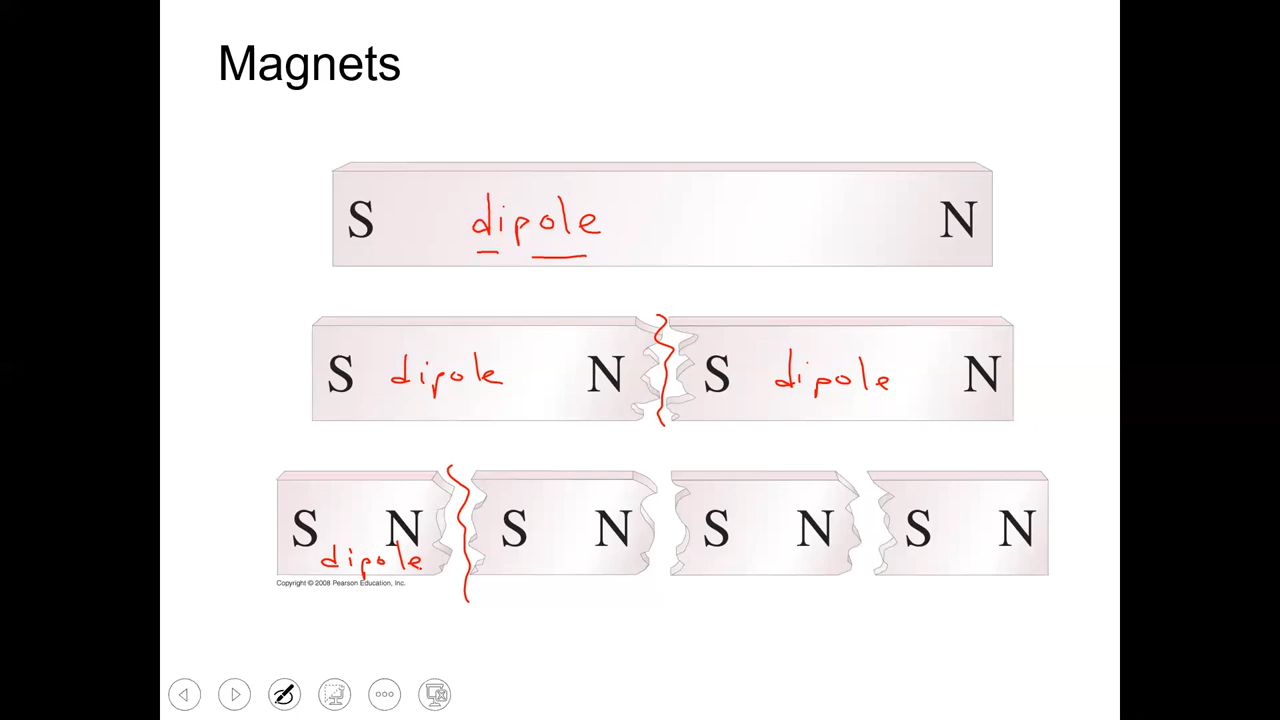 Magnets
S dipole N
S dipole N S dipole N
S N S N S N S N
dipole
Copyright © 2008 Pearson Education, Inc.